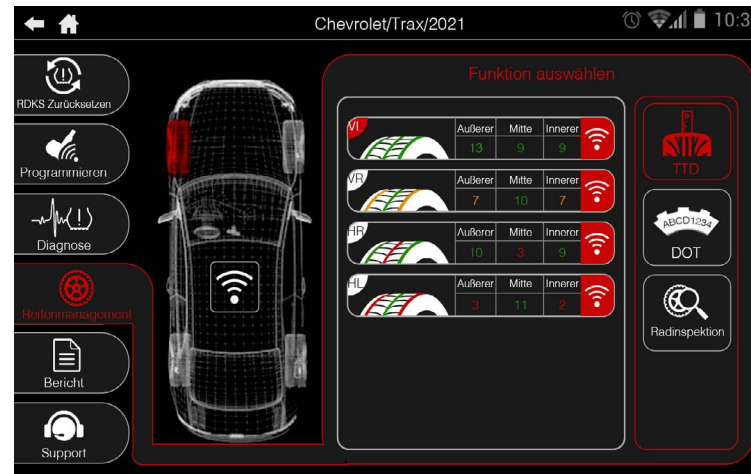 Chevrolet/Trax/2021
10:3
RDKS Zurücksetzen
Programmieren
Diagnose
Reifenmanagement
Bericht
Support
Funktion auswählen
VL
Außerer Mitte Innerer
13 9 9
VR
Außerer Mitte Innerer
7 10 7
HR
Außerer Mitte Innerer
10 3 9
HL
Außerer Mitte Innerer
3 11 2
TTD
ABCD1234
DOT
Radinspektion